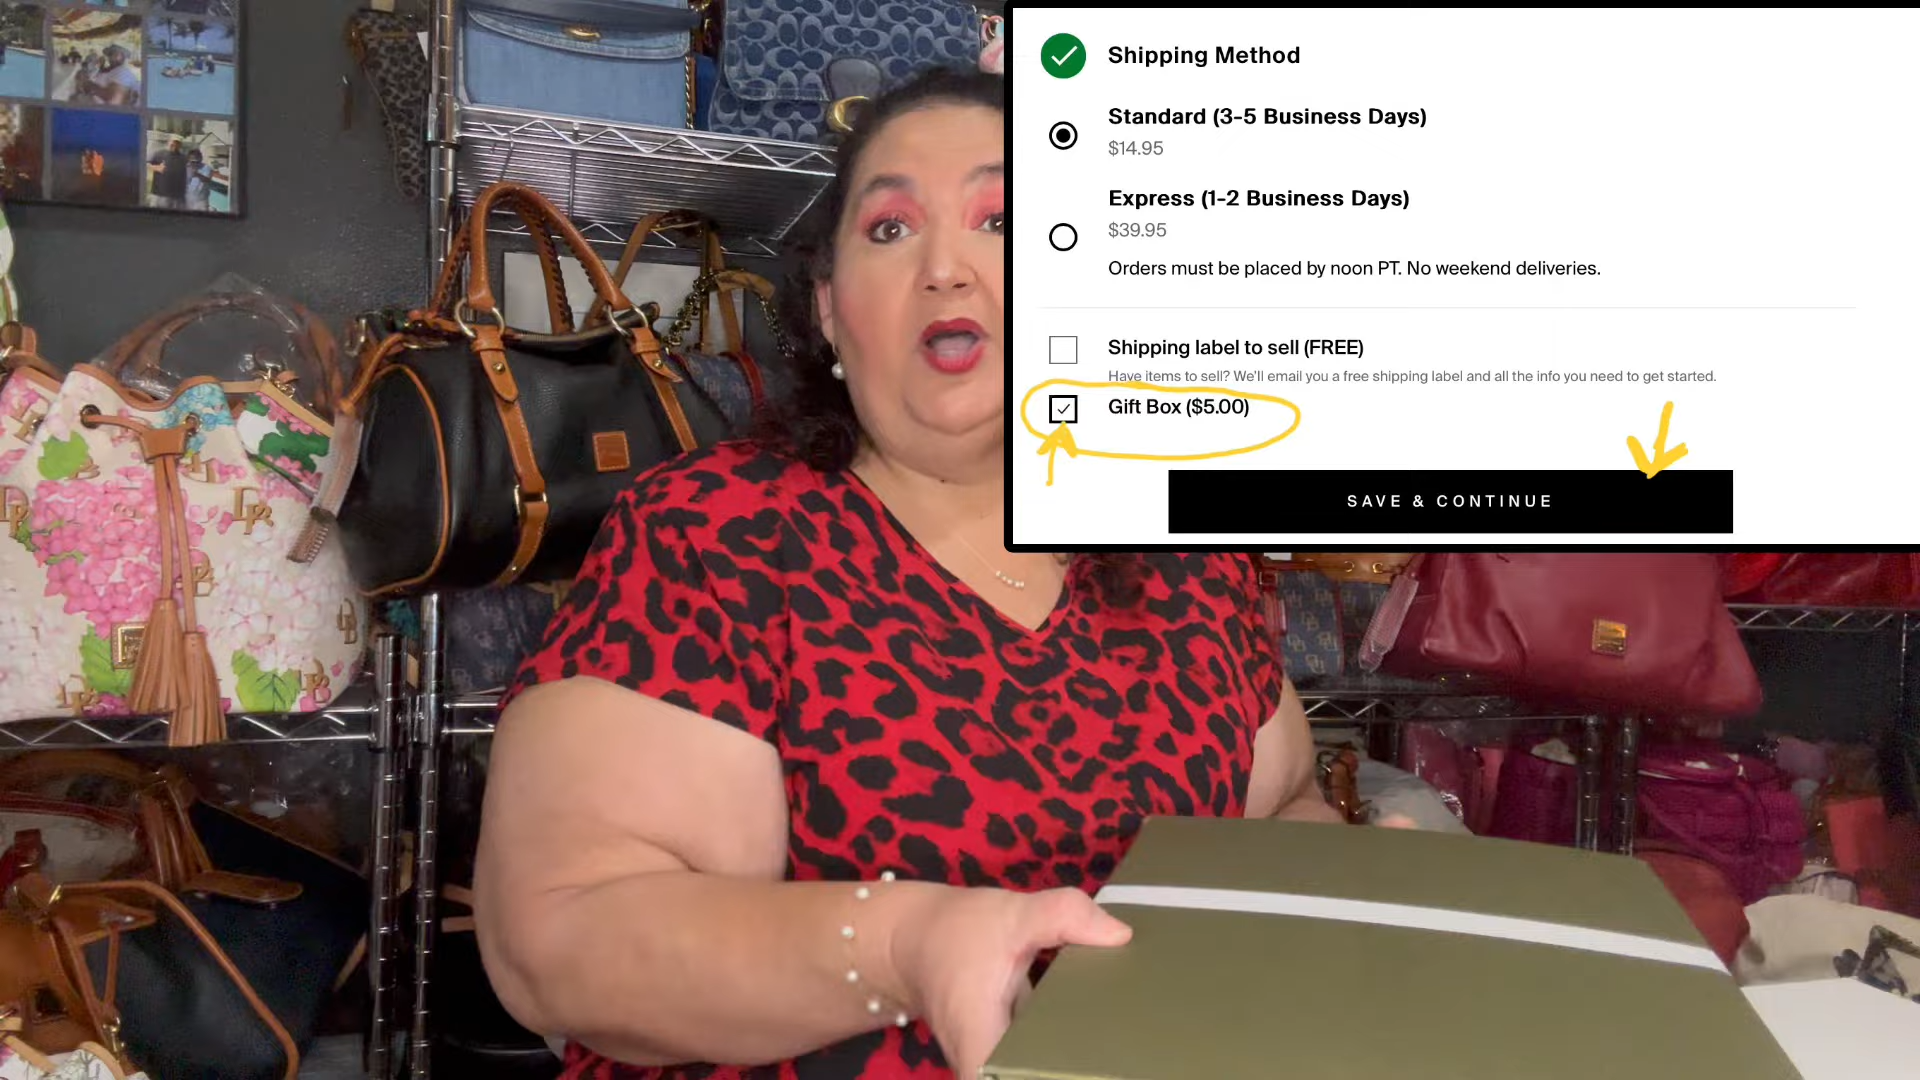 Shipping Method
Standard (3-5 Business Days)
$14.95
Express (1-2 Business Days)
$39.95
Orders must be placed by noon PT. No weekend deliveries.
Shipping label to sell (FREE)
Have items to sell? We'll email you a free shipping label and all the info you need to get started.
Gift Box ($5.00)
SAVE & CONTINUE